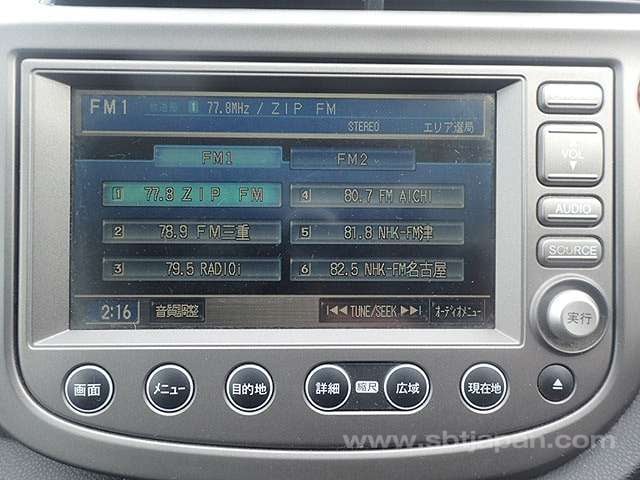 FM1 放送局 1 77.8MHz / ZIP FM
STEREO エリア選局
FM1 FM2
1 77.8 ZIP FM
4 80.7 FM AICHI
2 78.9 FM三重
5 81.8 NHK-FM津
3 79.5 RADIOi
6 82.5 NHK-FM名古屋
2:16 音質調整 TUNE/SEEK オーディオメニュー
VOL
AUDIO
SOURCE
実行
画面 メニュー 目的地 詳細 縮尺 広域 現在地
www.sbtjapan.com